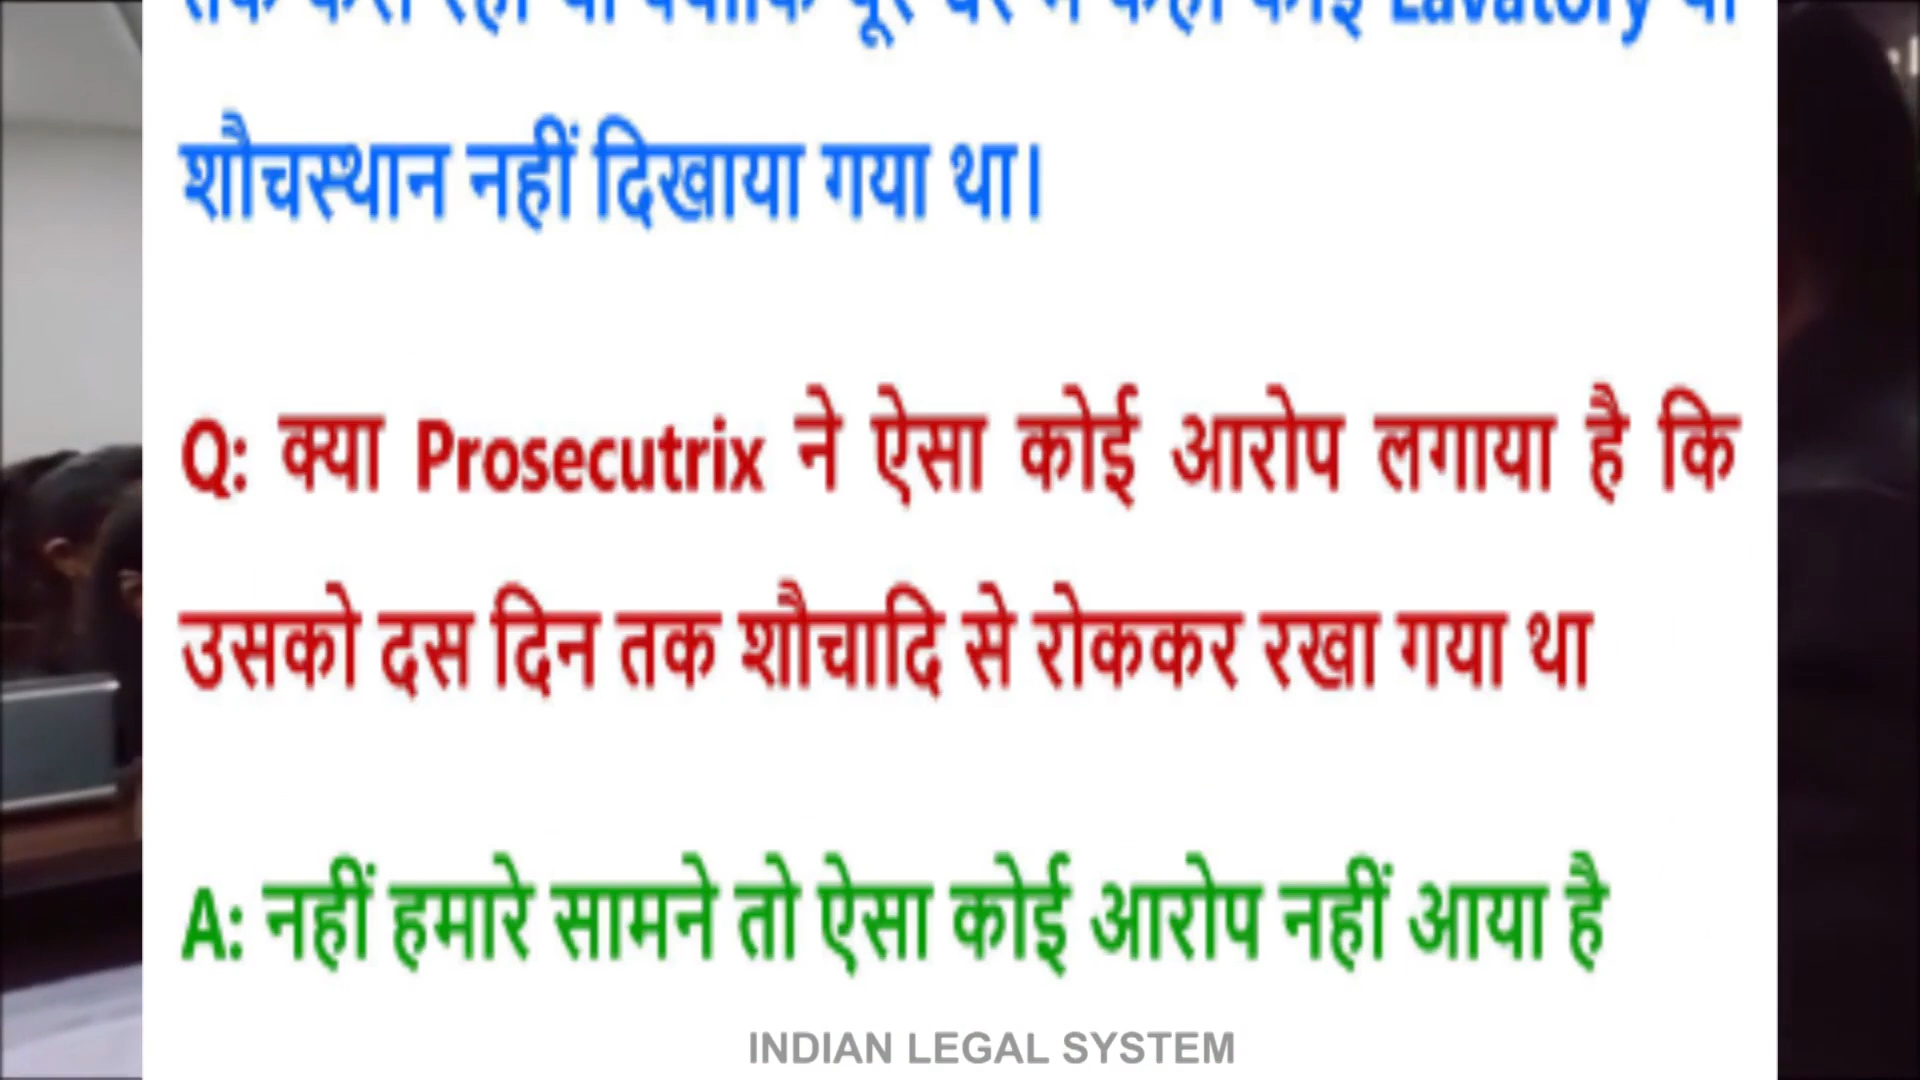 Lavatory या
शौचस्थान नहीं दिखाया गया था।
Q: क्या Prosecutrix ने ऐसा कोई आरोप लगाया है कि
उसको दस दिन तक शौचादि से रोककर रखा गया था
A: नहीं हमारे सामने तो ऐसा कोई आरोप नहीं आया है
INDIAN LEGAL SYSTEM